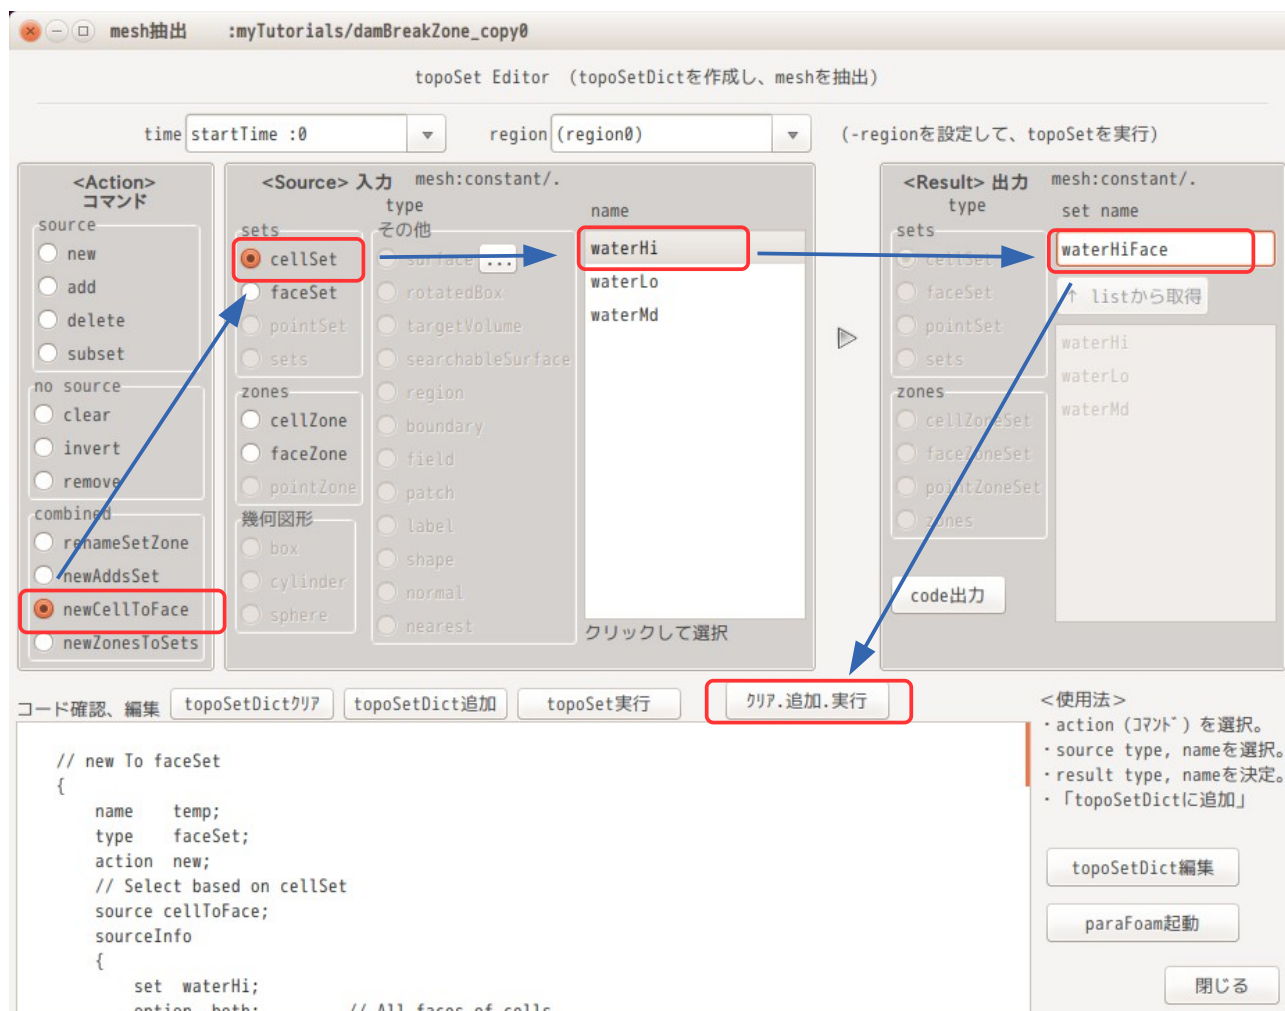 mesh抽出 :myTutorials/damBreakZone_copy0
topoSet Editor (topoSetDictを作成し、meshを抽出)
time startTime :0 region (region0) (-regionを設定して、topoSetを実行)
<Action>
コマンド
source
new
add
delete
subset
no source
clear
invert
remove
combined
renameSetZone
newAddsSet
newCellToFace
newZonesToSets
<Source> 入力 mesh:constant/.
type
name
sets
cellSet
faceSet
pointSet
sets
zones
cellZone
faceZone
pointZone
幾何図形
box
cylinder
sphere
その他
surface ...
rotatedBox
targetVolume
searchableSurface
region
boundary
field
patch
label
shape
normal
nearest
waterHi
waterLo
waterMd
クリックして選択
<Result> 出力 mesh:constant/.
type
set name
sets
cellSet
faceSet
pointSet
sets
zones
cellZoneSet
faceZoneSet
pointZoneSet
zones
code出力
waterHiFace
↑ listから取得
waterHi
waterLo
waterMd
コード確認、編集 topoSetDictクリア topoSetDict追加 topoSet実行 クリア.追加.実行
// new To faceSet
{
name temp;
type faceSet;
action new;
// Select based on cellSet
source cellToFace;
sourceInfo
{
set waterHi;
option both; // All faces of cells
<使用法>
・action (コマンド) を選択。
・source type, nameを選択。
・result type, nameを決定。
・「topoSetDictに追加」
topoSetDict編集
paraFoam起動
閉じる